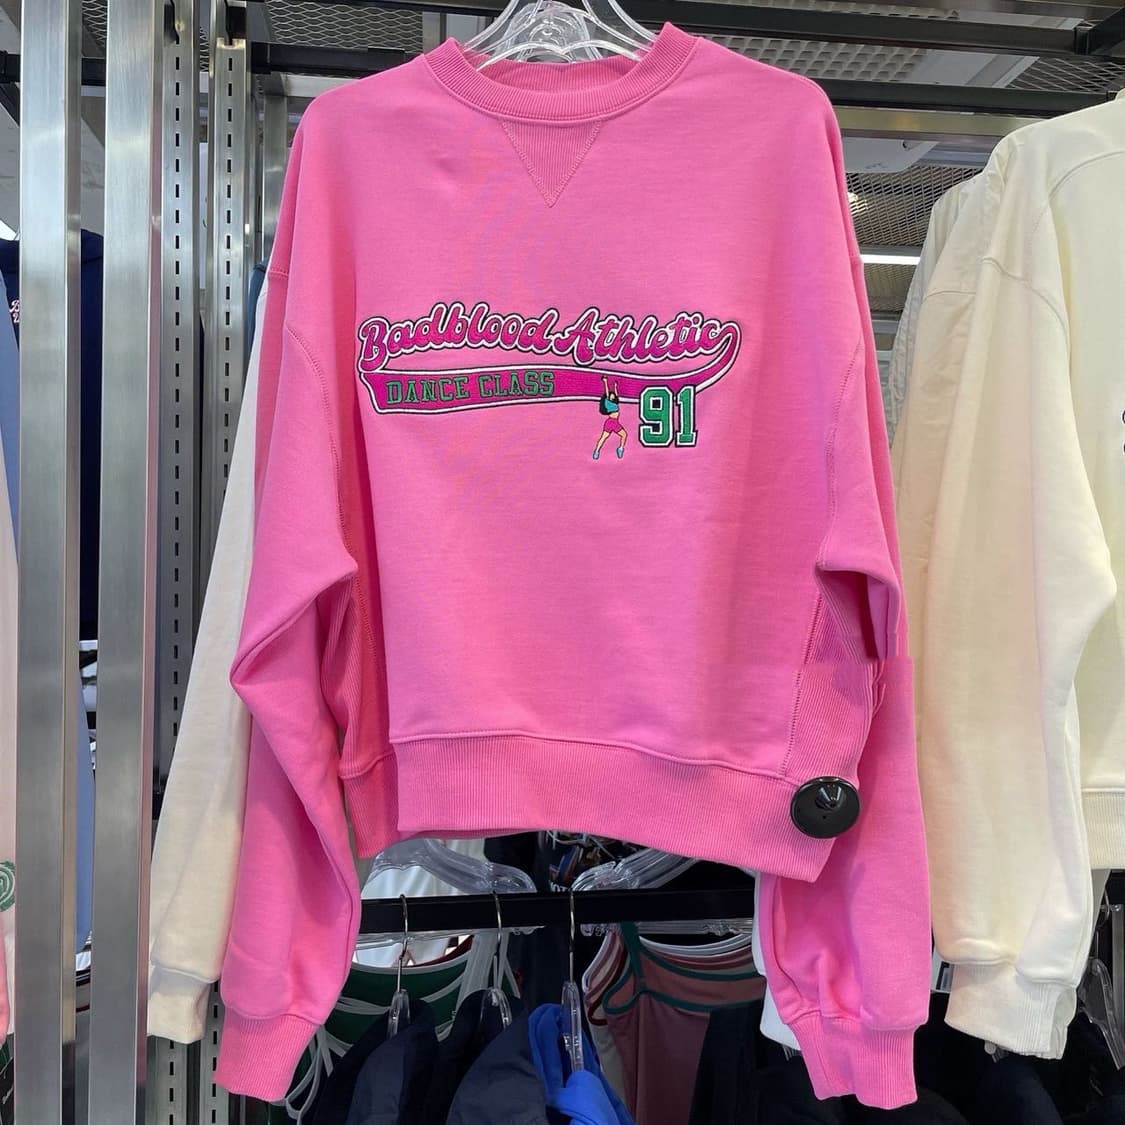 Badblood Athletic
DANCE CLASS
91